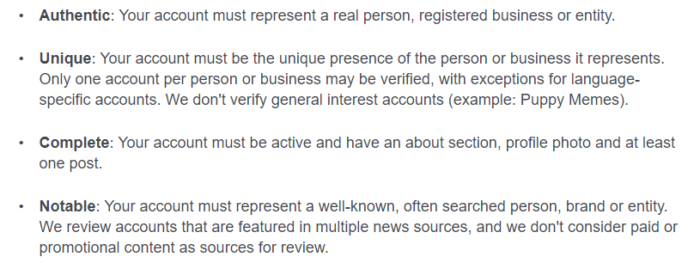 • Authentic: Your account must represent a real person, registered business or entity.
• Unique: Your account must be the unique presence of the person or business it represents.
Only one account per person or business may be verified, with exceptions for language-
specific accounts. We don't verify general interest accounts (example: Puppy Memes).
• Complete: Your account must be active and have an about section, profile photo and at least
one post.
• Notable: Your account must represent a well-known, often searched person, brand or entity.
We review accounts that are featured in multiple news sources, and we don't consider paid or
promotional content as sources for review.